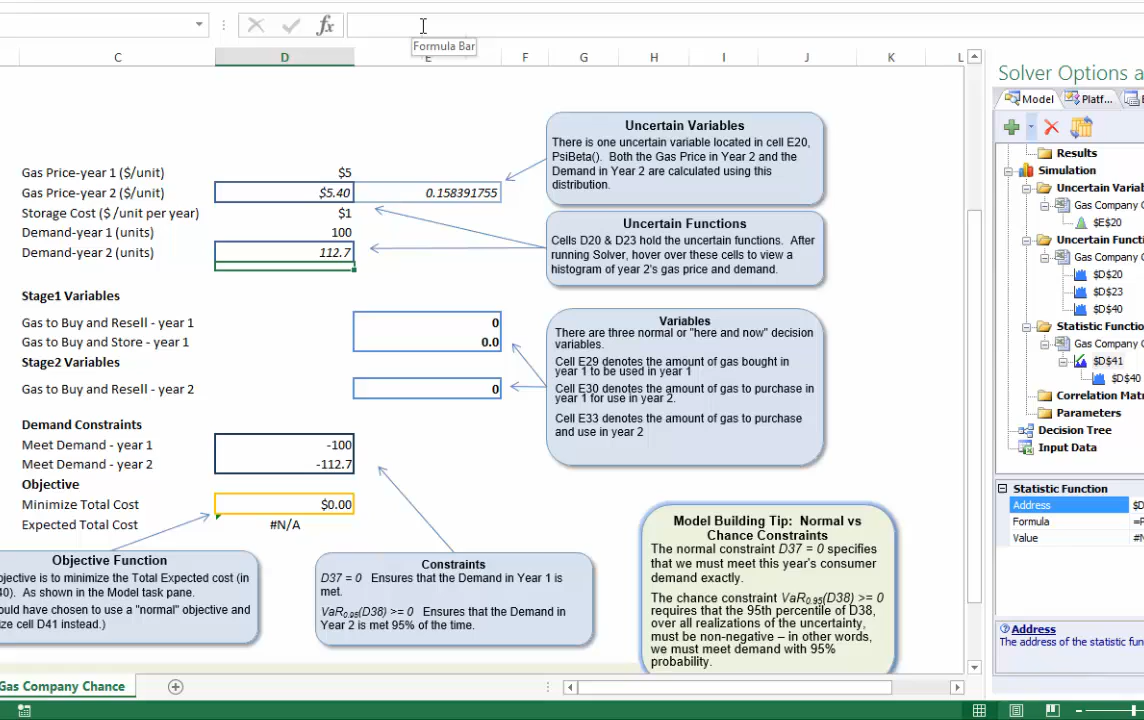 fx
Formula Bar
C D E F G H I J K L
Solver Options a
Model Platf...
Gas Price-year 1 ($/unit) $5
Gas Price-year 2 ($/unit) $5.40 0.158391755
Storage Cost ($ /unit per year) $1
Demand-year 1 (units) 100
Demand-year 2 (units) 112.7
Stage1 Variables
Gas to Buy and Resell - year 1 0
Gas to Buy and Store - year 1 0.0
Stage2 Variables
Gas to Buy and Resell - year 2 0
Demand Constraints
Meet Demand - year 1 -100
Meet Demand - year 2 -112.7
Objective
Minimize Total Cost $0.00
Expected Total Cost #N/A
Uncertain Variables
There is one uncertain variable located in cell E20,
PsiBeta(). Both the Gas Price in Year 2 and the
Demand in Year 2 are calculated using this
distribution.
Uncertain Functions
Cells D20 & D23 hold the uncertain functions. After
running Solver, hover over these cells to view a
histogram of year 2's gas price and demand.
Variables
There are three normal or "here and now" decision
variables.
Cell E29 denotes the amount of gas bought in
year 1 to be used in year 1
Cell E30 denotes the amount of gas to purchase in
year 1 for use in year 2.
Cell E33 denotes the amount of gas to purchase
and use in year 2
Objective Function
jective is to minimize the Total Expected cost (in
40). As shown in the Model task pane.
ould have chosen to use a "normal" objective and
ize cell D41 instead.)
Constraints
D37 = 0 Ensures that the Demand in Year 1 is
met.
VaR0.95(D38) >= 0 Ensures that the Demand in
Year 2 is met 95% of the time.
Model Building Tip: Normal vs
Chance Constraints
The normal constraint D37 = 0 specifies
that we must meet this year's consumer
demand exactly.
The chance constraint VaR0.95(D38) >= 0
requires that the 95th percentile of D38,
over all realizations of the uncertainty,
must be non-negative – in other words,
we must meet demand with 95%
probability.
Results
Simulation
Uncertain Variab
Gas Company C
$E$20
Uncertain Functi
Gas Company C
$D$20
$D$23
$D$40
Statistic Functio
Gas Company C
$D$41
$D$40
Correlation Matr
Parameters
Decision Tree
Input Data
Statistic Function
Address $D
Formula =P
Value #N
Address
The address of the statistic fun
Gas Company Chance